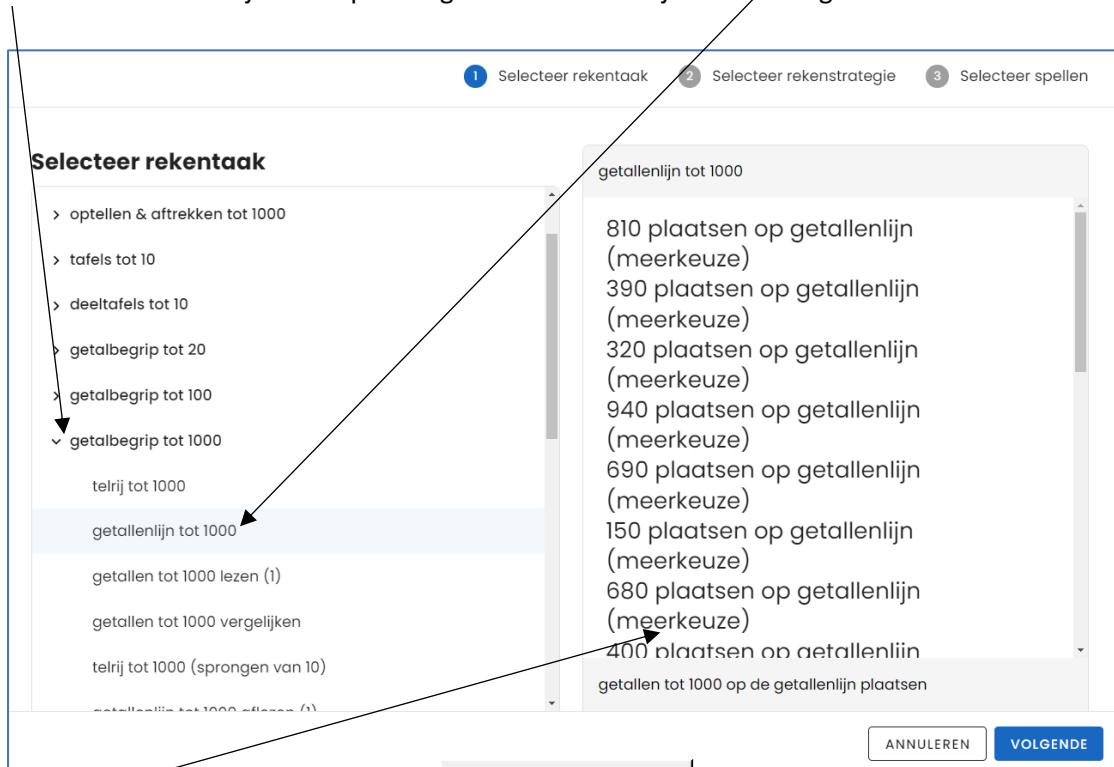 1 Selecteer rekentaak 2 Selecteer rekenstrategie 3 Selecteer spellen
Selecteer rekentaak
optellen & aftrekken tot 1000
tafels tot 10
deeltafels tot 10
getalbegrip tot 20
getalbegrip tot 100
getalbegrip tot 1000
telrij tot 1000
getallenlijn tot 1000
getallen tot 1000 lezen (1)
getallen tot 1000 vergelijken
telrij tot 1000 (sprongen van 10)
getallenlijn tot 1000
810 plaatsen op getallenlijn
(meerkeuze)
390 plaatsen op getallenlijn
(meerkeuze)
320 plaatsen op getallenlijn
(meerkeuze)
940 plaatsen op getallenlijn
(meerkeuze)
690 plaatsen op getallenlijn
(meerkeuze)
150 plaatsen op getallenlijn
(meerkeuze)
680 plaatsen op getallenlijn
(meerkeuze)
400 plaatsen op getallenlijn
getallen tot 1000 op de getallenlijn plaatsen
ANNULEREN VOLGENDE